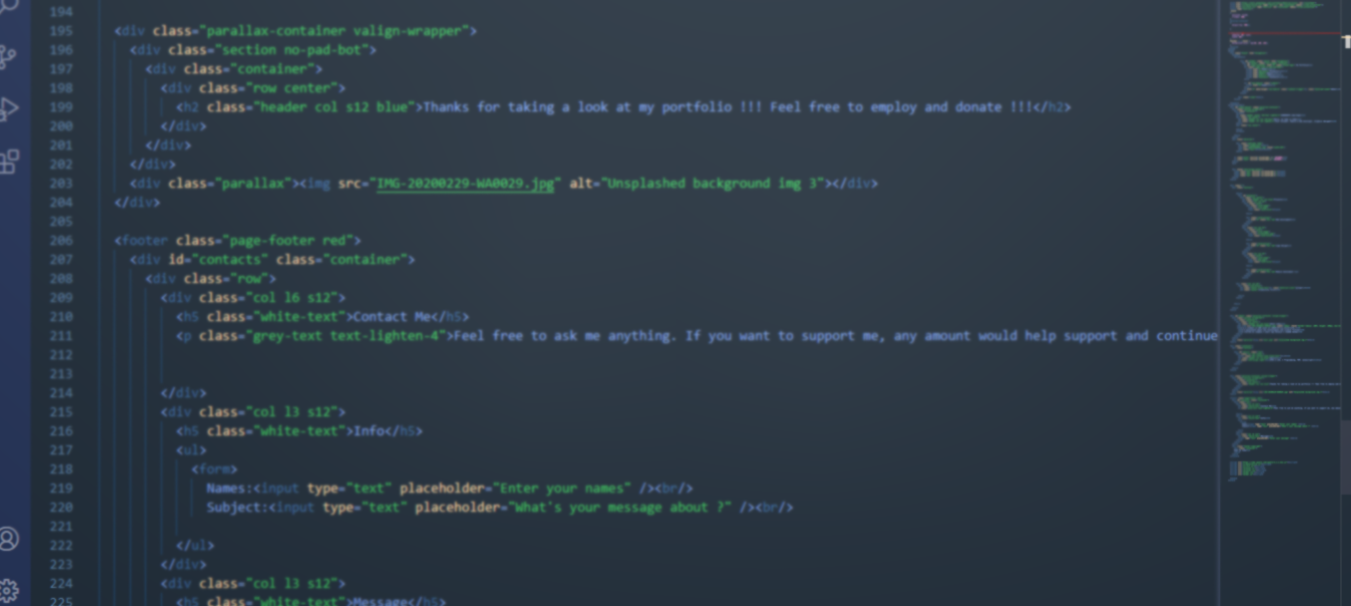 194
195 <div class="parallax-container valign-wrapper">
196 <div class="section no-pad-bot">
197 <div class="container">
198 <div class="row center">
199 <h2 class="header col s12 blue">Thanks for taking a look at my portfolio !!! Feel free to employ and donate !!!</h2>
200 </div>
201 </div>
202 </div>
203 <div class="parallax"><img src="IMG-20200229-WA0029.jpg" alt="Unsplashed background img 3"></div>
204 </div>
205
206 <footer class="page-footer red">
207 <div id="contacts" class="container">
208 <div class="row">
209 <div class="col l6 s12">
210 <h5 class="white-text">Contact Me</h5>
211 <p class="grey-text text-lighten-4">Feel free to ask me anything. If you want to support me, any amount would help support and continue
212
213
214 </div>
215 <div class="col l3 s12">
216 <h5 class="white-text">Info</h5>
217 <ul>
218 <form>
219 Names:<input type="text" placeholder="Enter your names" /><br/>
220 Subject:<input type="text" placeholder="What's your message about ?" /><br/>
221
222 </ul>
223 </div>
224 <div class="col l3 s12">
225 <h5 class="white-text">Message</h5>